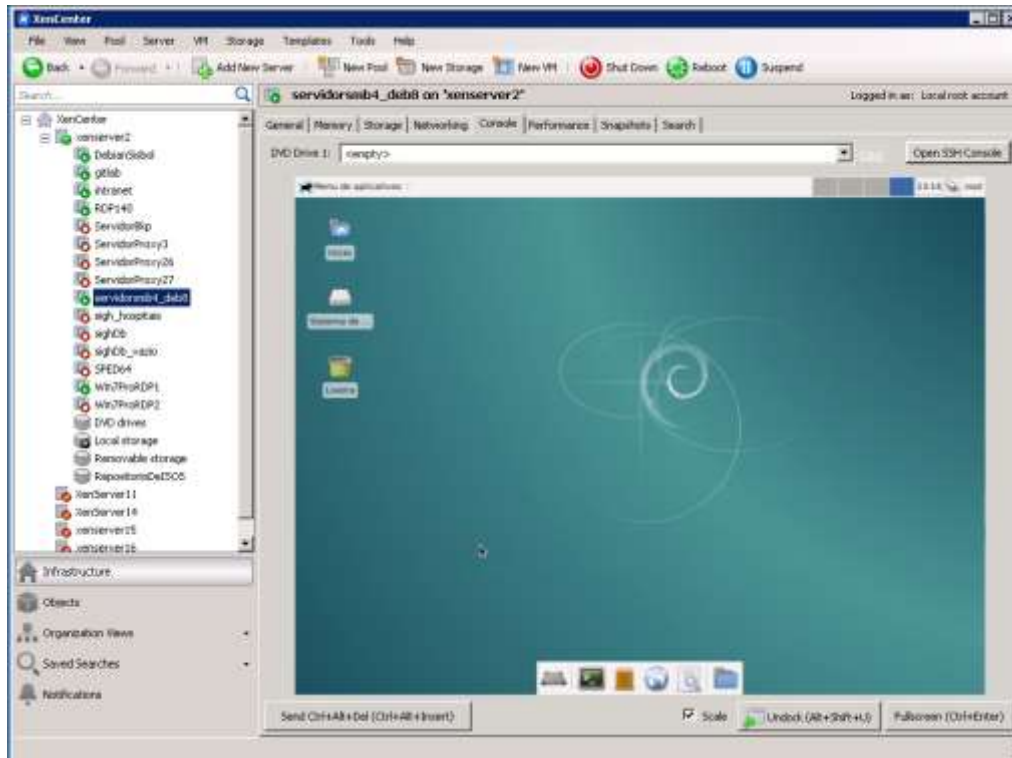 XenCenter
File View Pool Server VM Storage Templates Tools Help
Back Forward Add New Server New Pool New Storage New VM Shut Down Reboot Suspend
Search...
servidorsmb4_deb8 on 'xenserver2'
Logged in as: Local root account
General Memory Storage Networking Console Performance Snapshots Search
DVD Drive 1: <empty>
Open SSH Console
XenCenter
xenserver2
gitlab
intranet
RDP140
ServidorBkp
ServidorProxy3
ServidorProxy26
ServidorProxy27
servidorsmb4_deb8
sigh_hospitais
sighDb
sighDb_vazio
SPED64
Win7ProRDP1
Win7ProRDP2
DVD drives
Local storage
Removable storage
RepositorioDeISOS
XenServer11
XenServer14
xenserver15
xenserver16
Menu de aplicativos
root
Sistema de ...
Lixeira
Infrastructure
Objects
Organization Views
Saved Searches
Notifications
Send Ctrl+Alt+Del (Ctrl+Alt+Insert)
Scale
Undock (Alt+Shift+U)
Fullscreen (Ctrl+Enter)